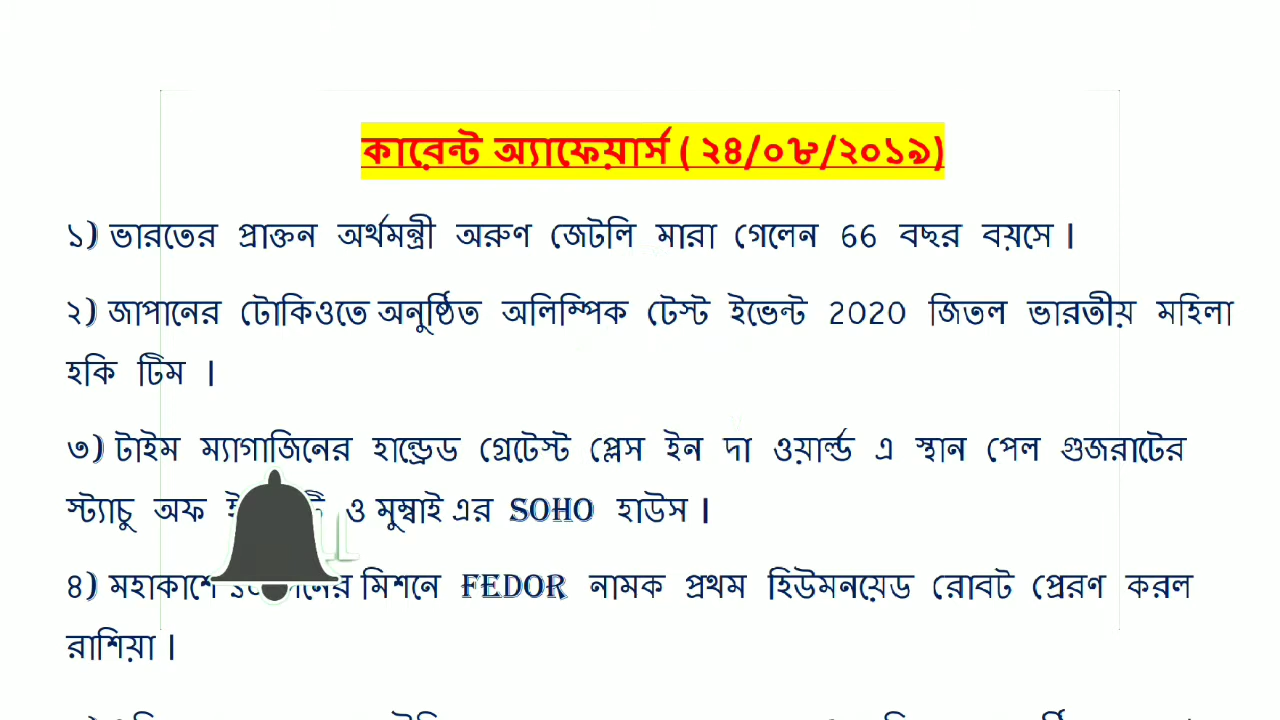 কারেন্ট অ্যাফেয়ার্স ( ২৪/০৮/২০১৯)
১) ভারতের প্রাক্তন অর্থমন্ত্রী অরুণ জেটলি মারা গেলেন 66 বছর বয়সে ।
২) জাপানের টোকিওতে অনুষ্ঠিত অলিম্পিক টেস্ট ইভেন্ট 2020 জিতল ভারতীয় মহিলা
হকি টিম ।
৩) টাইম ম্যাগাজিনের হান্ড্রেড গ্রেটেস্ট প্লেস ইন দা ওয়ার্ল্ড এ স্থান পেল গুজরাটের
স্ট্যাচু অফ ও মুম্বাই এর SOHO হাউস ।
৪) মহাকাশে মিশনে FEDOR নামক প্রথম হিউমনয়েড রোবট প্রেরণ করল
রাশিয়া ।